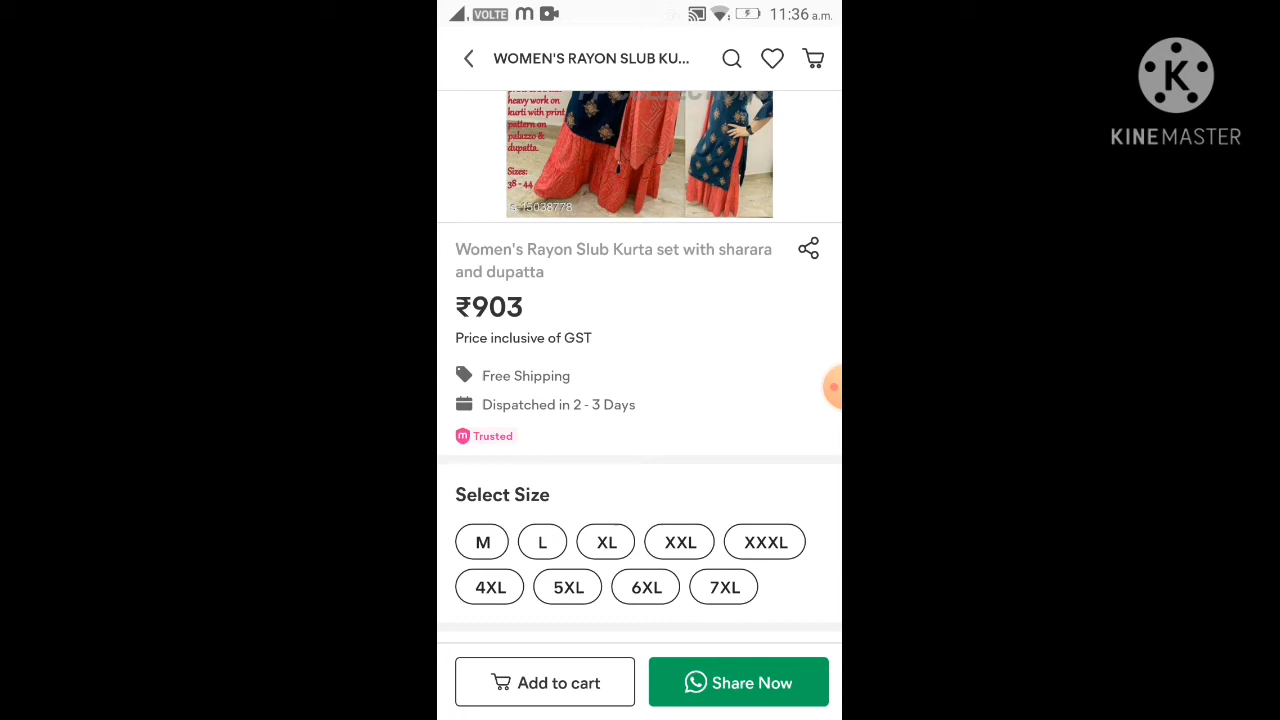 VOLTE m 11:36 a.m.
WOMEN'S RAYON SLUB KU...
heavy work on
kurti with print
pattern on
palazzo &
dupatta.
Sizes:
38 - 44
S-15038778
Women's Rayon Slub Kurta set with sharara
and dupatta
₹903
Price inclusive of GST
Free Shipping
Dispatched in 2 - 3 Days
m Trusted
Select Size
M L XL XXL XXXL
4XL 5XL 6XL 7XL
Add to cart Share Now
K
KINEMASTER